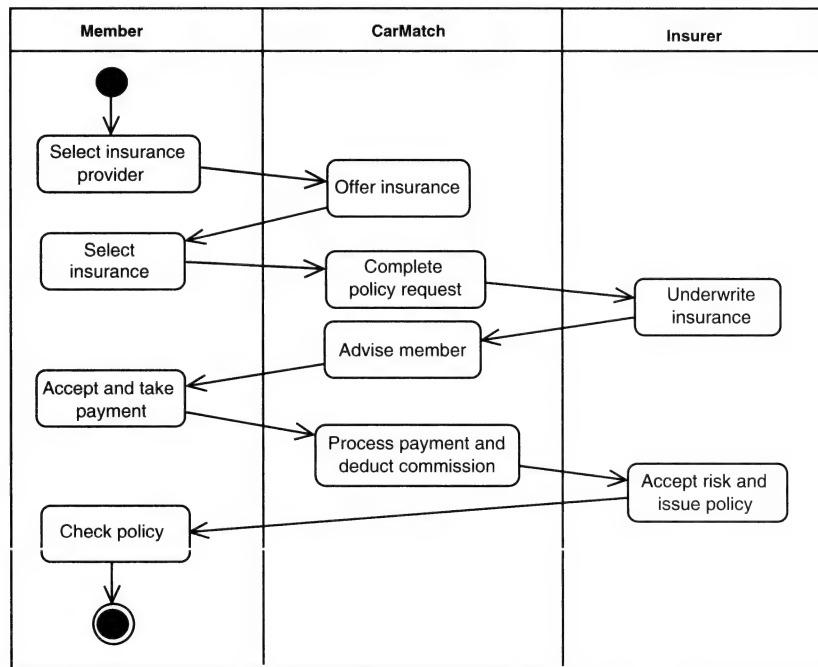 Member
CarMatch
Insurer
Select insurance
provider
Offer insurance
Select
insurance
Complete
policy request
Underwrite
insurance
Advise member
Accept and take
payment
Process payment and
deduct commission
Accept risk and
issue policy
Check policy